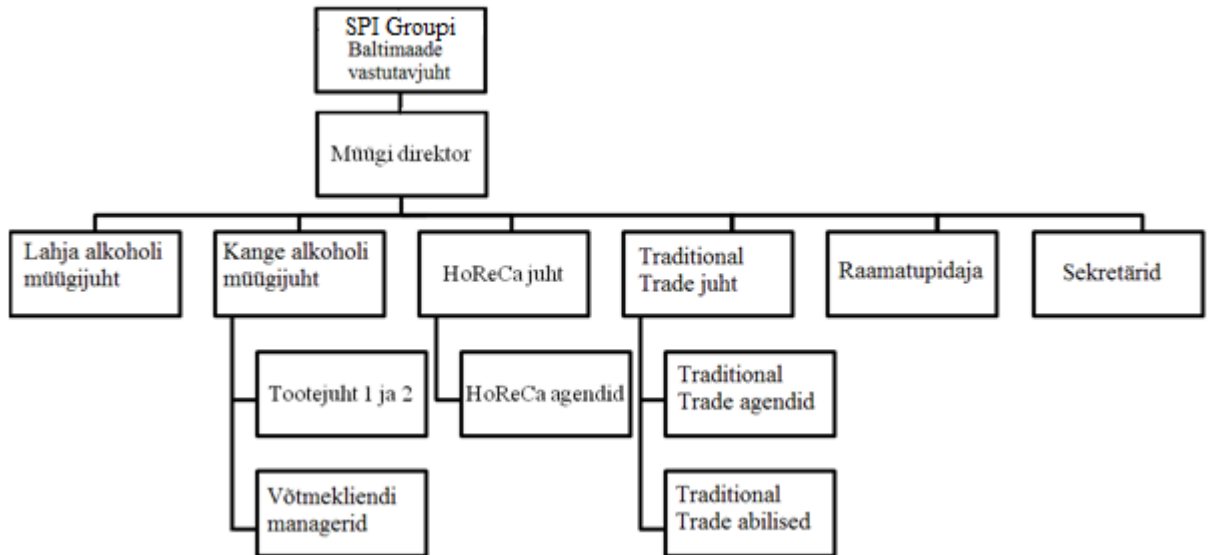 SPI Groupi
Baltimaade
vastutavjuht
Müügi direktor
Lahja alkoholi
müügijuht
Kange alkoholi
müügijuht
HoReCa juht
Traditional
Trade juht
Raamatupidaja
Sekretärid
Tootejuht 1 ja 2
HoReCa agendid
Traditional
Trade agendid
Võtmekliendi
managerid
Traditional
Trade abilised